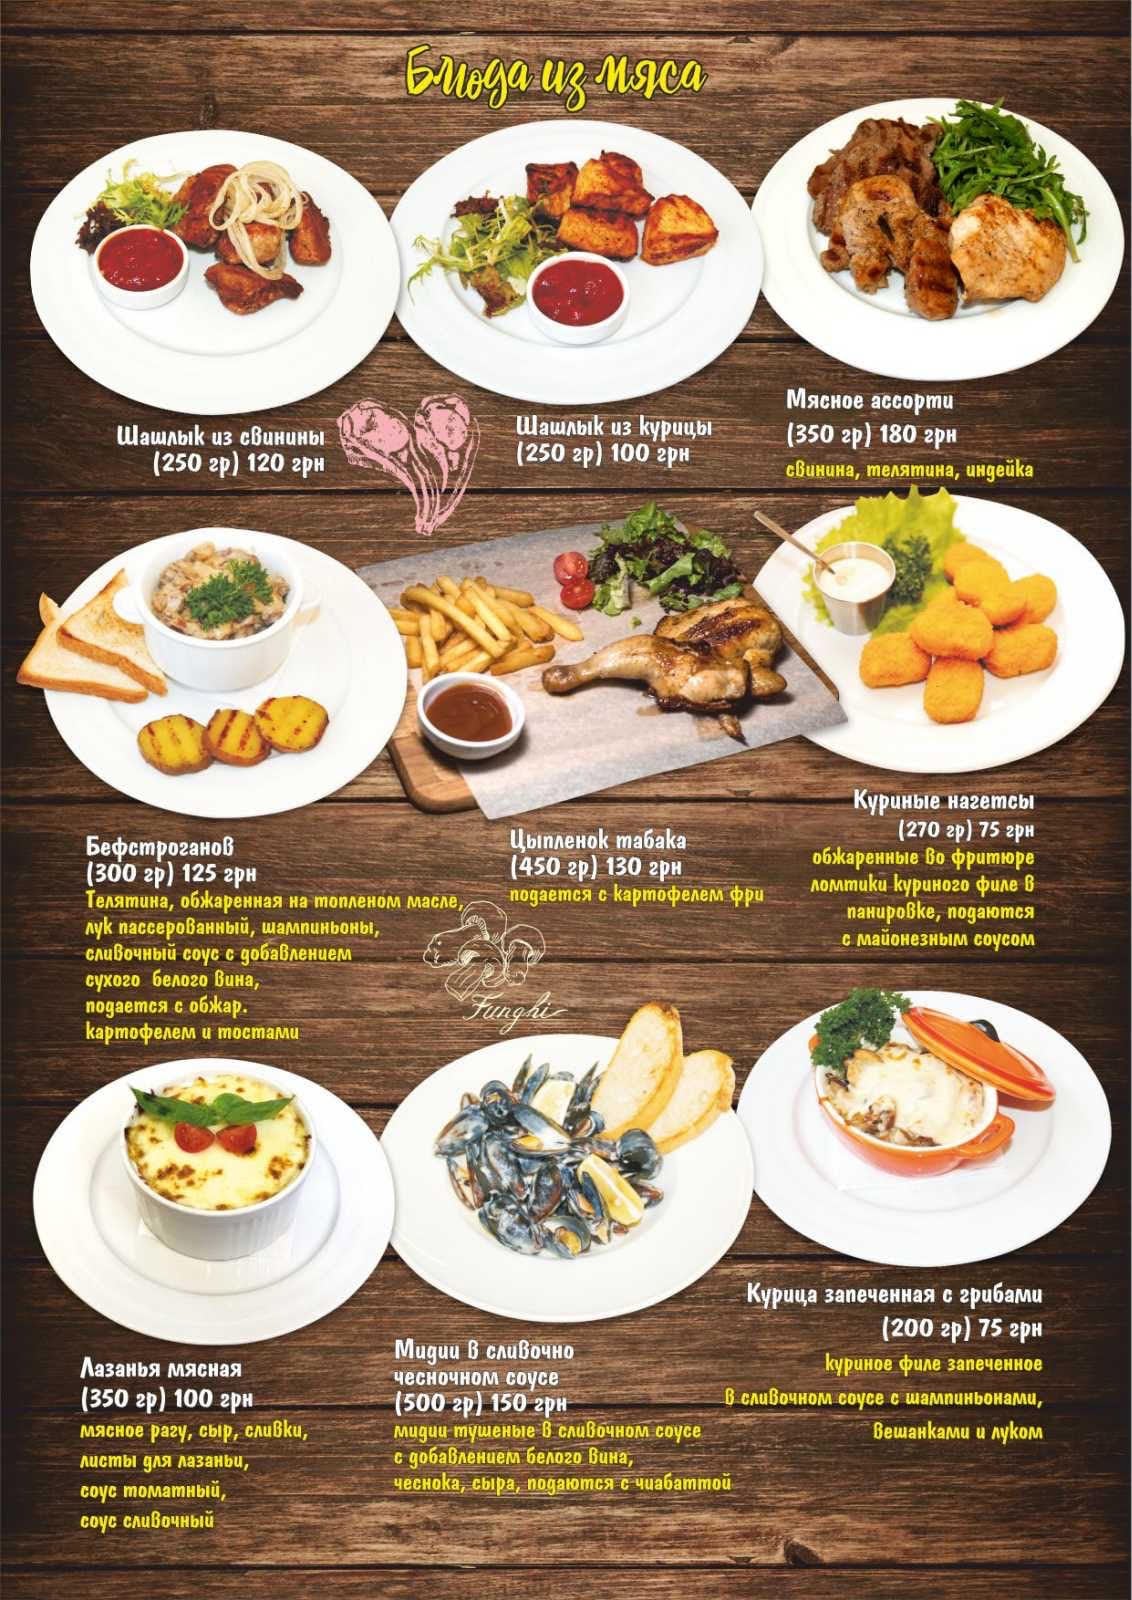 Блюда из мяса
Шашлык из свинины
(250 гр) 120 грн
Шашлык из курицы
(250 гр) 100 грн
Мясное ассорти
(350 гр) 180 грн
свинина, телятина, индейка
Бефстроганов
(300 гр) 125 грн
Телятина, обжаренная на топленом масле,
лук пассерованный, шампиньоны,
сливочный соус с добавлением
сухого белого вина,
подается с обжар.
картофелем и тостами
Цыпленок табака
(450 гр) 130 грн
подается с картофелем фри
Куриные нагетсы
(270 гр) 75 грн
обжаренные во фритюре
ломтики куриного филе в
панировке, подаются
с майонезным соусом
Funghi
Лазанья мясная
(350 гр) 100 грн
мясное рагу, сыр, сливки,
листы для лазаньи,
соус томатный,
соус сливочный
Мидии в сливочно
чесночном соусе
(500 гр) 150 грн
мидии тушеные в сливочном соусе
с добавлением белого вина,
чеснока, сыра, подаются с чиабаттой
Курица запеченная с грибами
(200 гр) 75 грн
куриное филе запеченное
в сливочном соусе с шампиньонами,
вешанками и луком